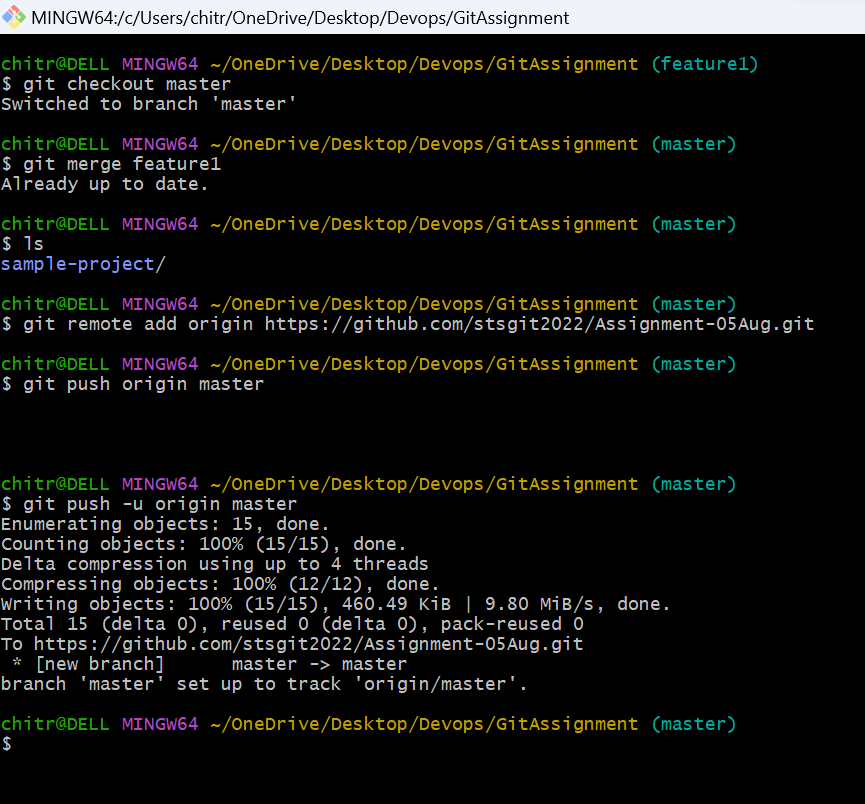 MINGW64:/c/Users/chitr/OneDrive/Desktop/Devops/GitAssignment
chitr@DELL MINGW64 ~/OneDrive/Desktop/Devops/GitAssignment (feature1)
$ git checkout master
Switched to branch 'master'
chitr@DELL MINGW64 ~/OneDrive/Desktop/Devops/GitAssignment (master)
$ git merge feature1
Already up to date.
chitr@DELL MINGW64 ~/OneDrive/Desktop/Devops/GitAssignment (master)
$ ls
sample-project/
chitr@DELL MINGW64 ~/OneDrive/Desktop/Devops/GitAssignment (master)
$ git remote add origin https://github.com/stsgit2022/Assignment-05Aug.git
chitr@DELL MINGW64 ~/OneDrive/Desktop/Devops/GitAssignment (master)
$ git push origin master
chitr@DELL MINGW64 ~/OneDrive/Desktop/Devops/GitAssignment (master)
$ git push -u origin master
Enumerating objects: 15, done.
Counting objects: 100% (15/15), done.
Delta compression using up to 4 threads
Compressing objects: 100% (12/12), done.
Writing objects: 100% (15/15), 460.49 KiB | 9.80 MiB/s, done.
Total 15 (delta 0), reused 0 (delta 0), pack-reused 0
To https://github.com/stsgit2022/Assignment-05Aug.git
 * [new branch]      master -> master
branch 'master' set up to track 'origin/master'.
chitr@DELL MINGW64 ~/OneDrive/Desktop/Devops/GitAssignment (master)
$